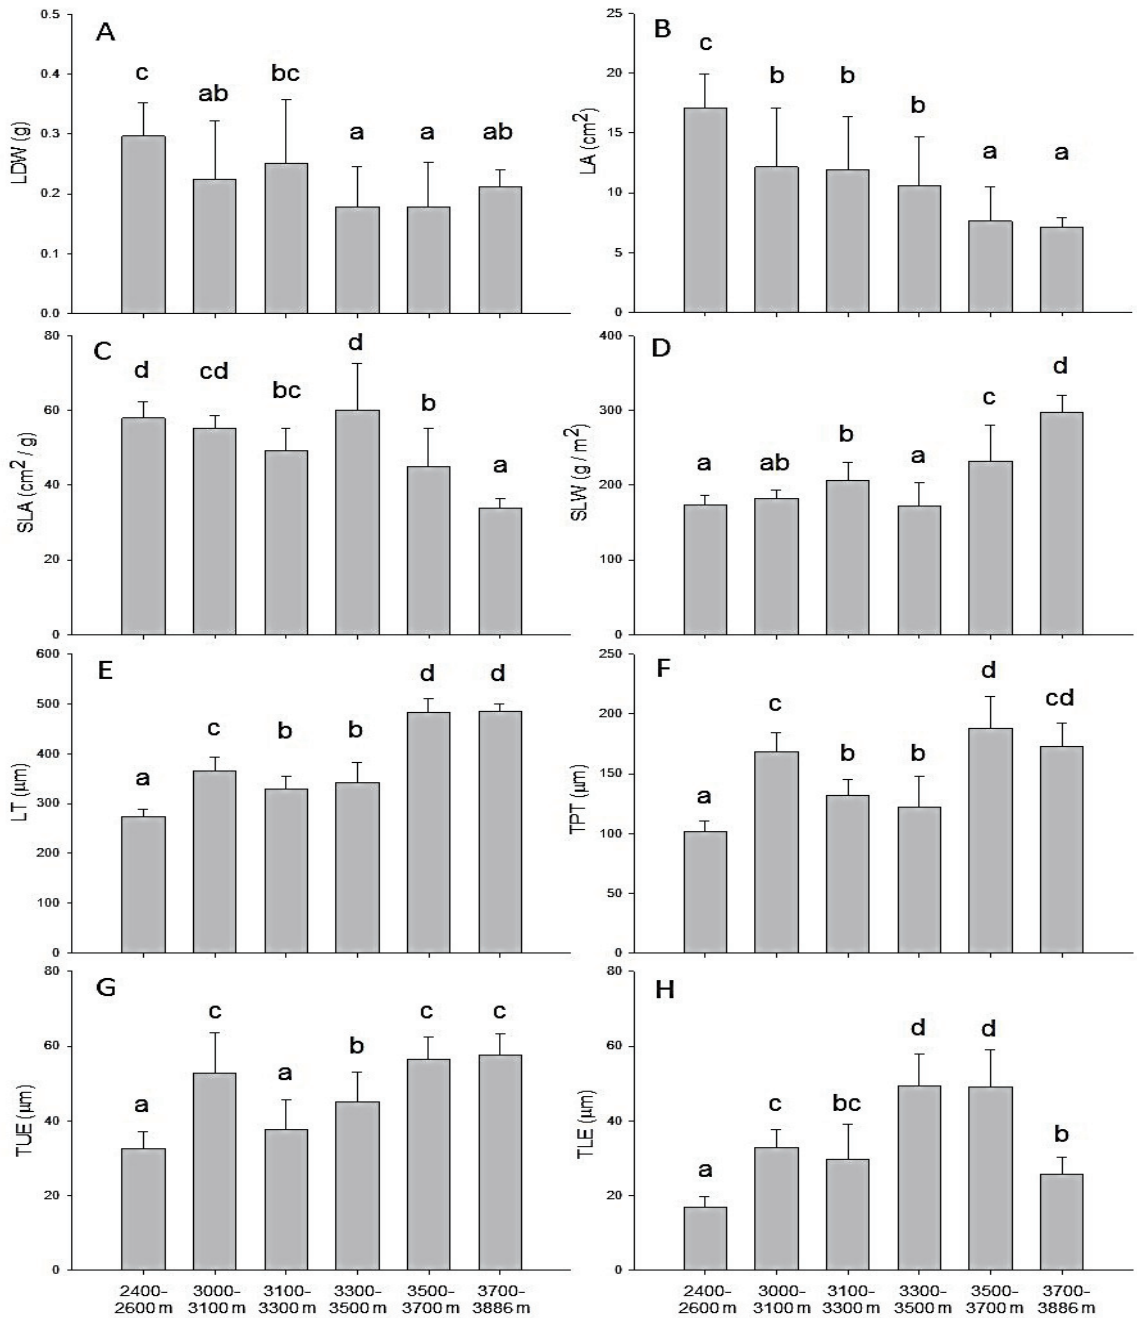 A
0.5
0.4
0.3
0.2
0.1
0.0
LDW (g)
c
ab
bc
a
a
ab
B
25
20
15
10
5
0
LA (cm²)
c
b
b
b
a
a
C
80
60
40
20
0
SLA (cm² / g)
d
cd
bc
d
b
a
D
400
300
200
100
0
SLW (g / m²)
a
ab
b
a
c
d
E
600
500
400
300
200
100
0
LT (μm)
a
c
b
b
d
d
F
250
200
150
100
50
0
TPT (μm)
a
c
b
b
d
cd
G
80
60
40
20
0
TUE (μm)
a
c
a
b
c
c
2400-
2600 m
3000-
3100 m
3100-
3300 m
3300-
3500 m
3500-
3700 m
3700-
3886 m
H
80
60
40
20
0
TLE (μm)
a
c
bc
d
d
b
2400-
2600 m
3000-
3100 m
3100-
3300 m
3300-
3500 m
3500-
3700 m
3700-
3886 m